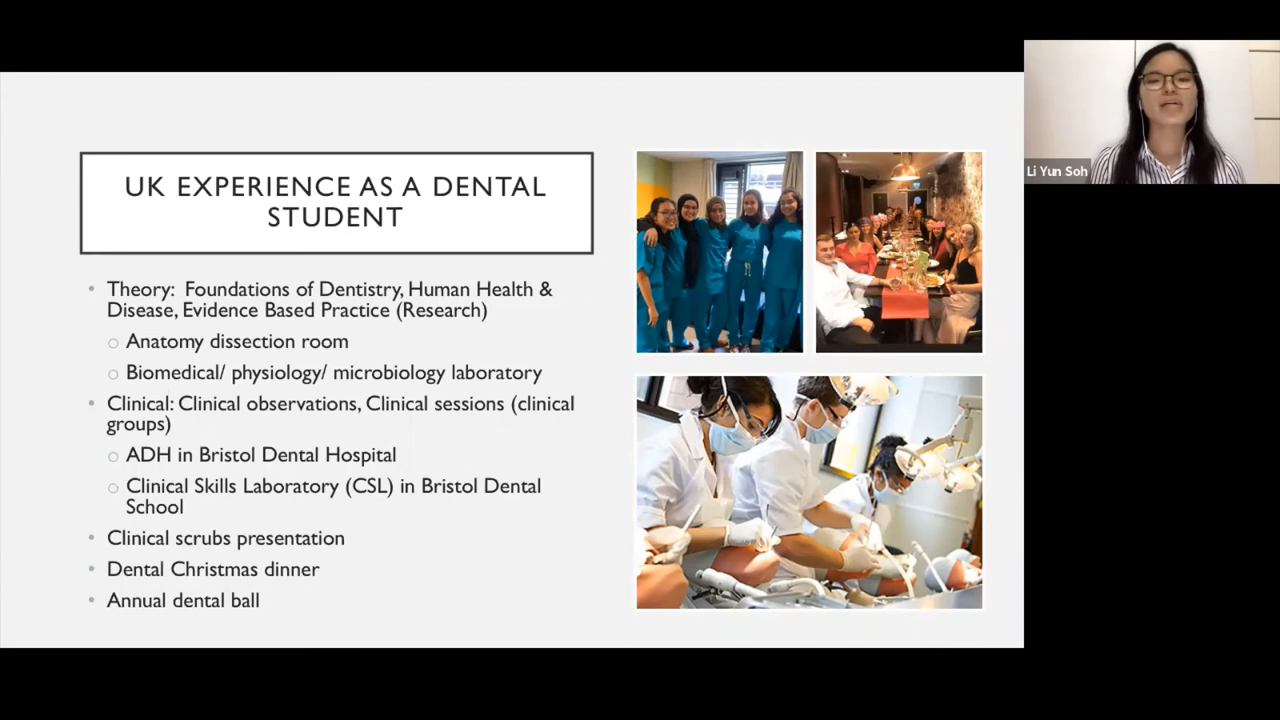 UK EXPERIENCE AS A DENTAL
STUDENT
• Theory:  Foundations of Dentistry, Human Health &
Disease, Evidence Based Practice (Research)
○ Anatomy dissection room
○ Biomedical/ physiology/ microbiology laboratory
• Clinical: Clinical observations, Clinical sessions (clinical
groups)
○ ADH in Bristol Dental Hospital
○ Clinical Skills Laboratory (CSL) in Bristol Dental
School
• Clinical scrubs presentation
• Dental Christmas dinner
• Annual dental ball
Li Yun Soh